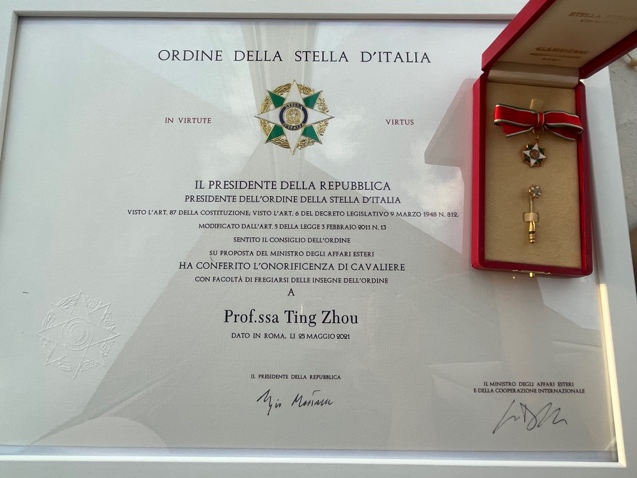 ORDINE DELLA STELLA D'ITALIA
IN VIRTUTE VIRTUS
IL PRESIDENTE DELLA REPUBBLICA
PRESIDENTE DELL'ORDINE DELLA STELLA D'ITALIA
VISTO L'ART. 87 DELLA COSTITUZIONE; VISTO L'ART. 6 DEL DECRETO LEGISLATIVO 9 MARZO 1948 N. 812,
MODIFICATO DALL'ART. 5 DELLA LEGGE 3 FEBBRAIO 2011 N. 13
SENTITO IL CONSIGLIO DELL'ORDINE
SU PROPOSTA DEL MINISTRO DEGLI AFFARI ESTERI
HA CONFERITO L'ONORIFICENZA DI CAVALIERE
CON FACOLTÀ DI FREGIARSI DELLE INSEGNE DELL'ORDINE
A
Prof.ssa Ting Zhou
DATO IN ROMA, LÌ 25 MAGGIO 2021
IL PRESIDENTE DELLA REPUBBLICA
IL MINISTRO DEGLI AFFARI ESTERI
E DELLA COOPERAZIONE INTERNAZIONALE